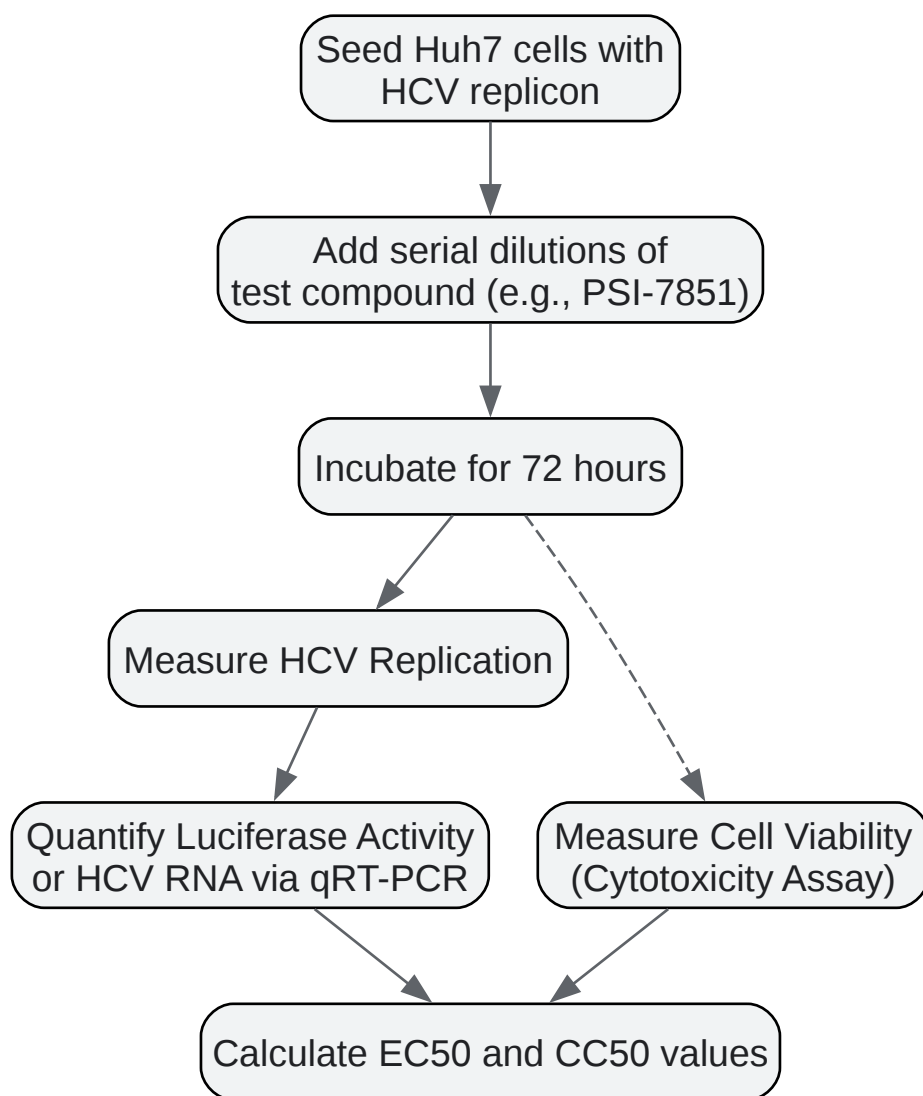 Seed Huh7 cells with
HCV replicon
Add serial dilutions of
test compound (e.g., PSI-7851)
Incubate for 72 hours
Measure HCV Replication
Quantify Luciferase Activity
or HCV RNA via qRT-PCR
Measure Cell Viability
(Cytotoxicity Assay)
Calculate EC50 and CC50 values